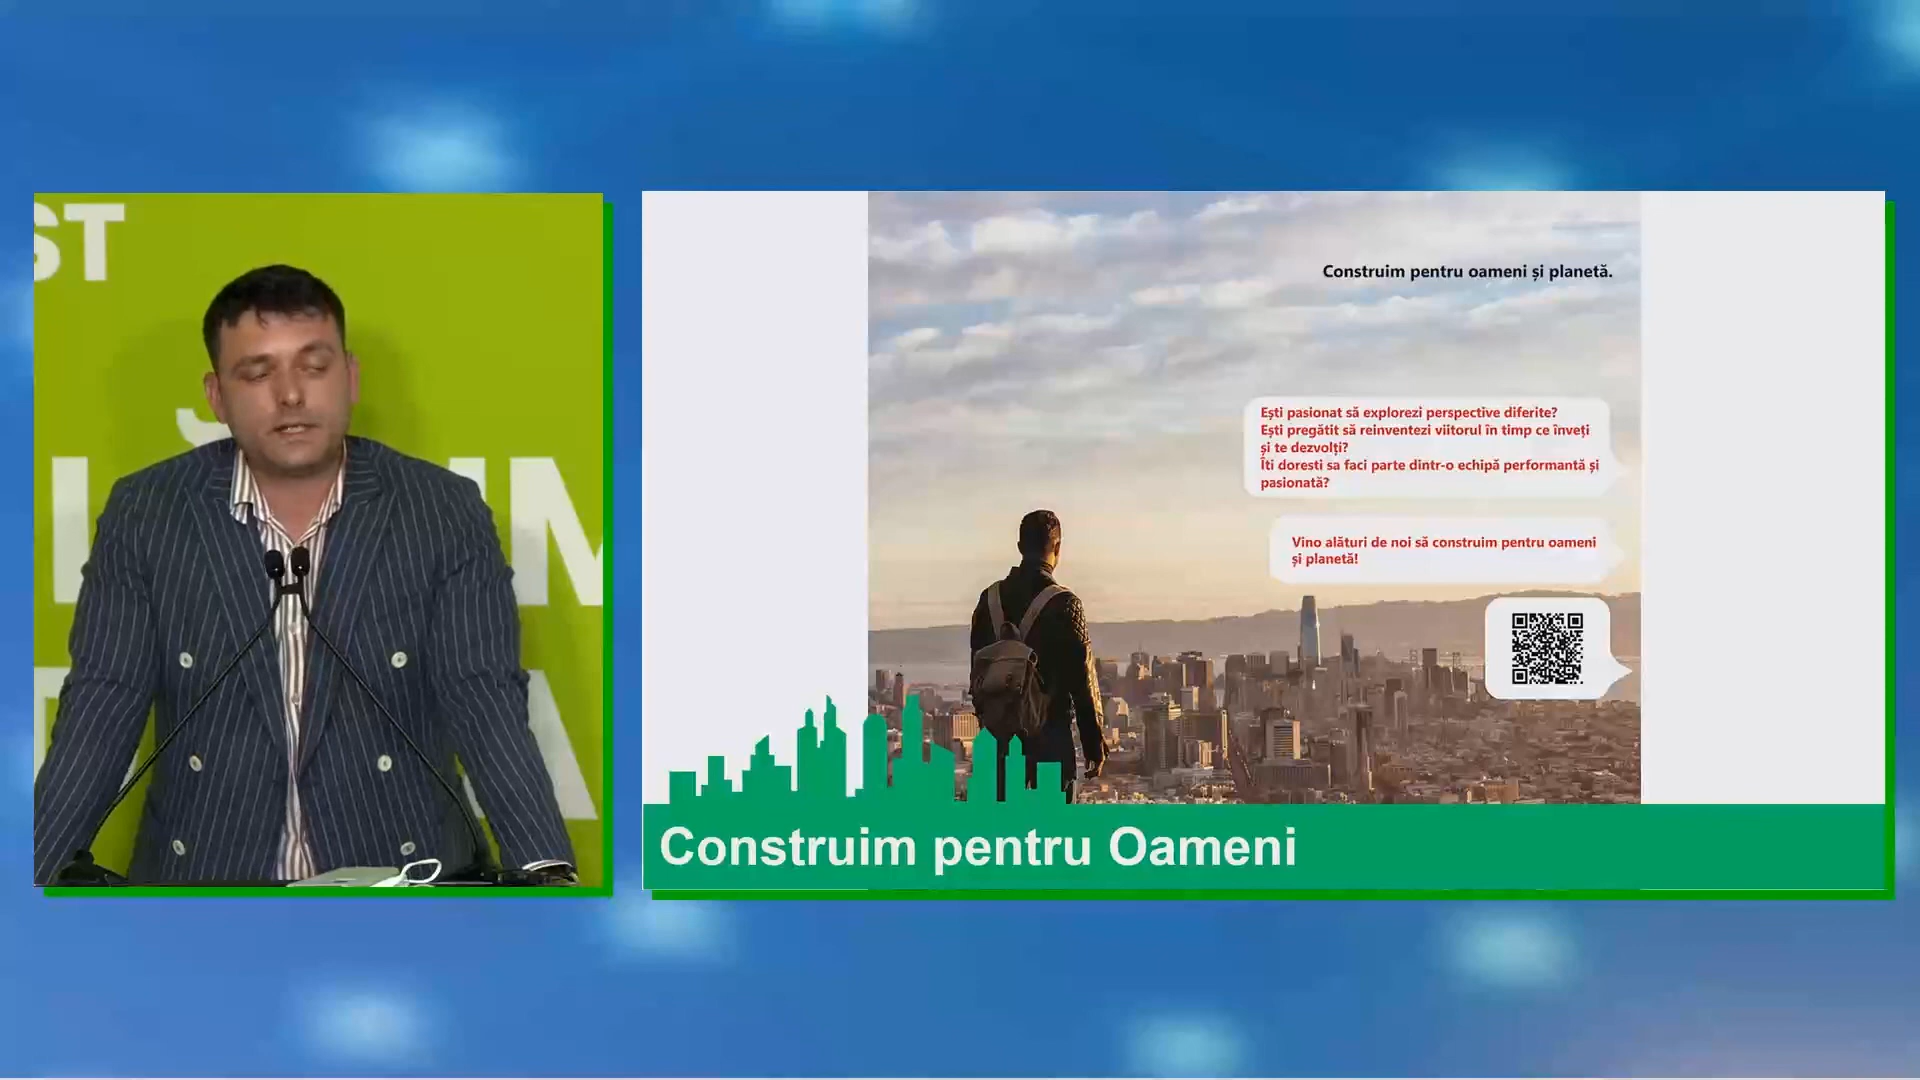 ST
IM
A
Construim pentru oameni și planetă.
Ești pasionat să explorezi perspective diferite?
Ești pregătit să reinventezi viitorul în timp ce înveți
și te dezvolți?
Îti doresti sa faci parte dintr-o echipă performantă și
pasionată?
Vino alături de noi să construim pentru oameni
și planetă!
Construim pentru Oameni